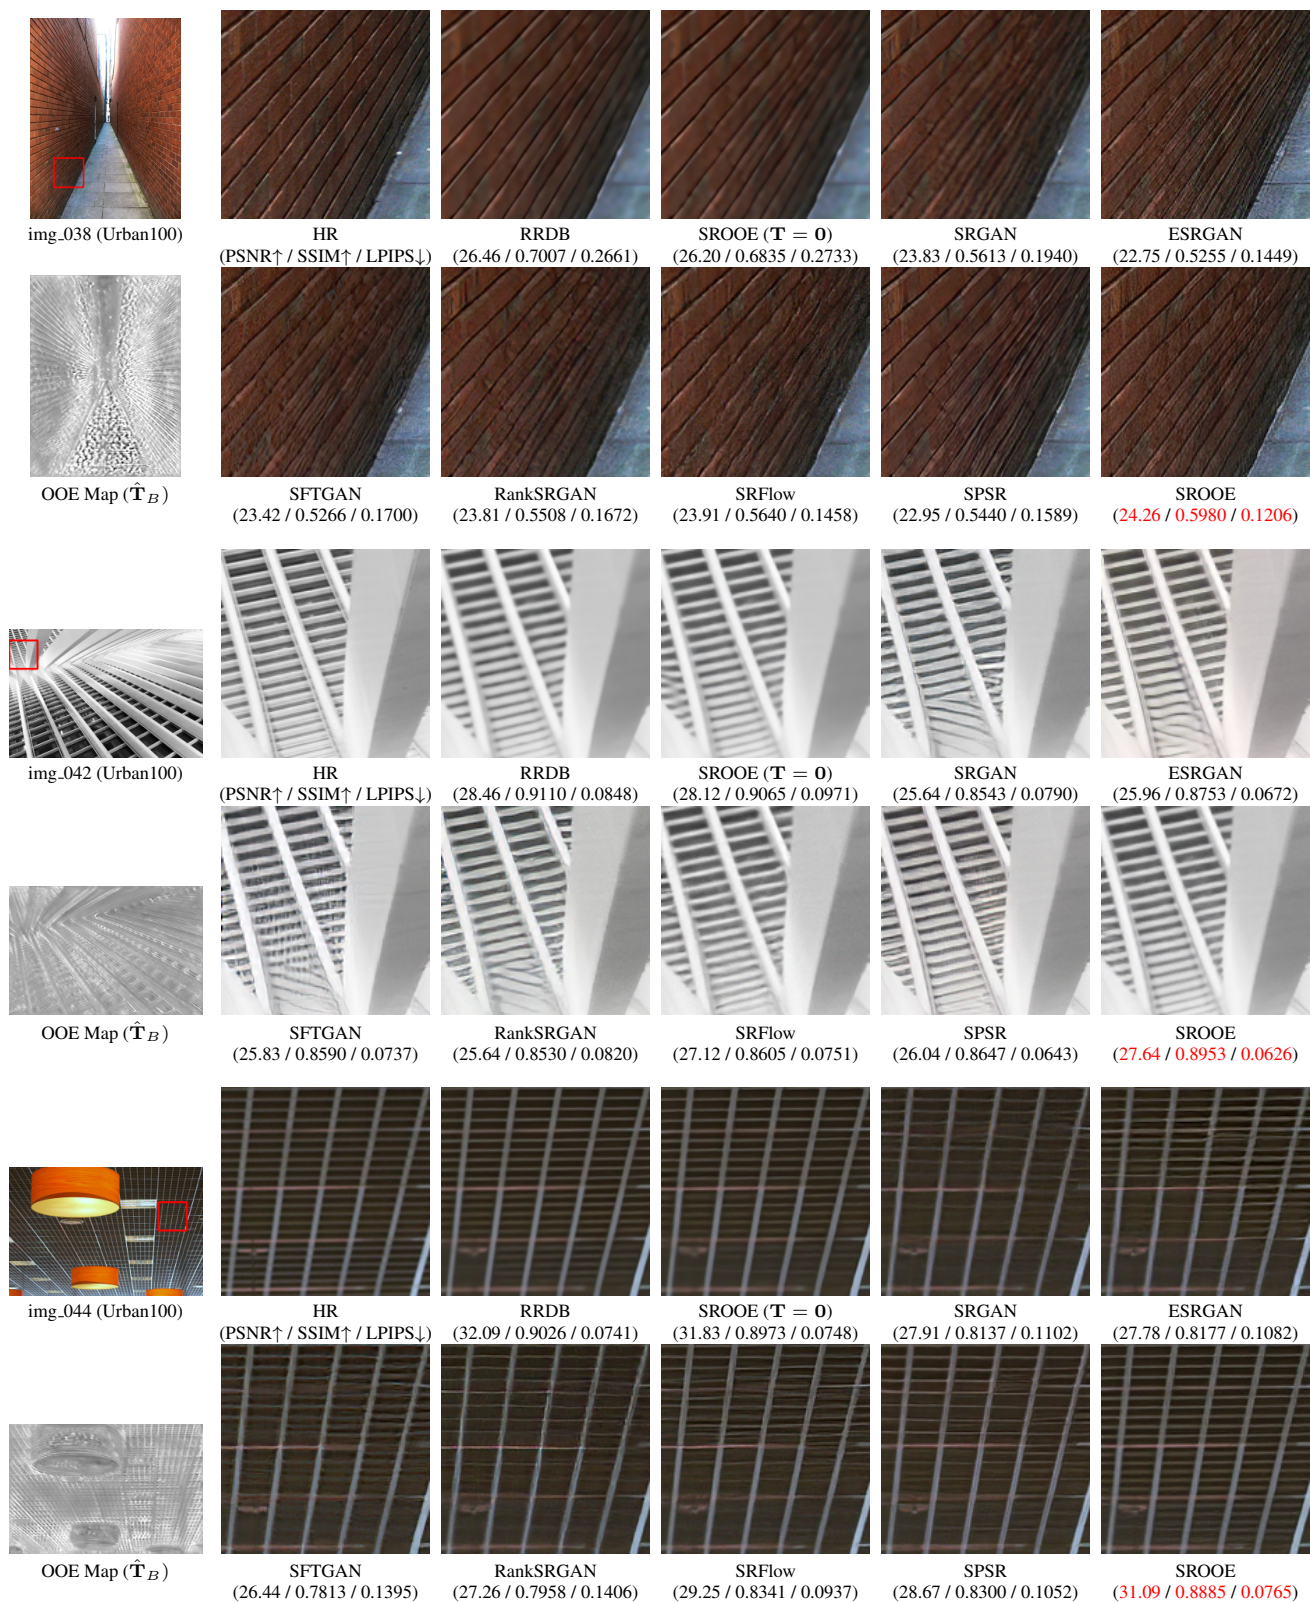 img_038 (Urban100)
HR
(PSNR↑ / SSIM↑ / LPIPS↓)
RRDB
(26.46 / 0.7007 / 0.2661)
SROOE (T = 0)
(26.20 / 0.6835 / 0.2733)
SRGAN
(23.83 / 0.5613 / 0.1940)
ESRGAN
(22.75 / 0.5255 / 0.1449)
OOE Map (T̂_B)
SFTGAN
(23.42 / 0.5266 / 0.1700)
RankSRGAN
(23.81 / 0.5508 / 0.1672)
SRFlow
(23.91 / 0.5640 / 0.1458)
SPSR
(22.95 / 0.5440 / 0.1589)
SROOE
(24.26 / 0.5980 / 0.1206)
img_042 (Urban100)
HR
(PSNR↑ / SSIM↑ / LPIPS↓)
RRDB
(28.46 / 0.9110 / 0.0848)
SROOE (T = 0)
(28.12 / 0.9065 / 0.0971)
SRGAN
(25.64 / 0.8543 / 0.0790)
ESRGAN
(25.96 / 0.8753 / 0.0672)
OOE Map (T̂_B)
SFTGAN
(25.83 / 0.8590 / 0.0737)
RankSRGAN
(25.64 / 0.8530 / 0.0820)
SRFlow
(27.12 / 0.8605 / 0.0751)
SPSR
(26.04 / 0.8647 / 0.0643)
SROOE
(27.64 / 0.8953 / 0.0626)
img_044 (Urban100)
HR
(PSNR↑ / SSIM↑ / LPIPS↓)
RRDB
(32.09 / 0.9026 / 0.0741)
SROOE (T = 0)
(31.83 / 0.8973 / 0.0748)
SRGAN
(27.91 / 0.8137 / 0.1102)
ESRGAN
(27.78 / 0.8177 / 0.1082)
OOE Map (T̂_B)
SFTGAN
(26.44 / 0.7813 / 0.1395)
RankSRGAN
(27.26 / 0.7958 / 0.1406)
SRFlow
(29.25 / 0.8341 / 0.0937)
SPSR
(28.67 / 0.8300 / 0.1052)
SROOE
(31.09 / 0.8885 / 0.0765)